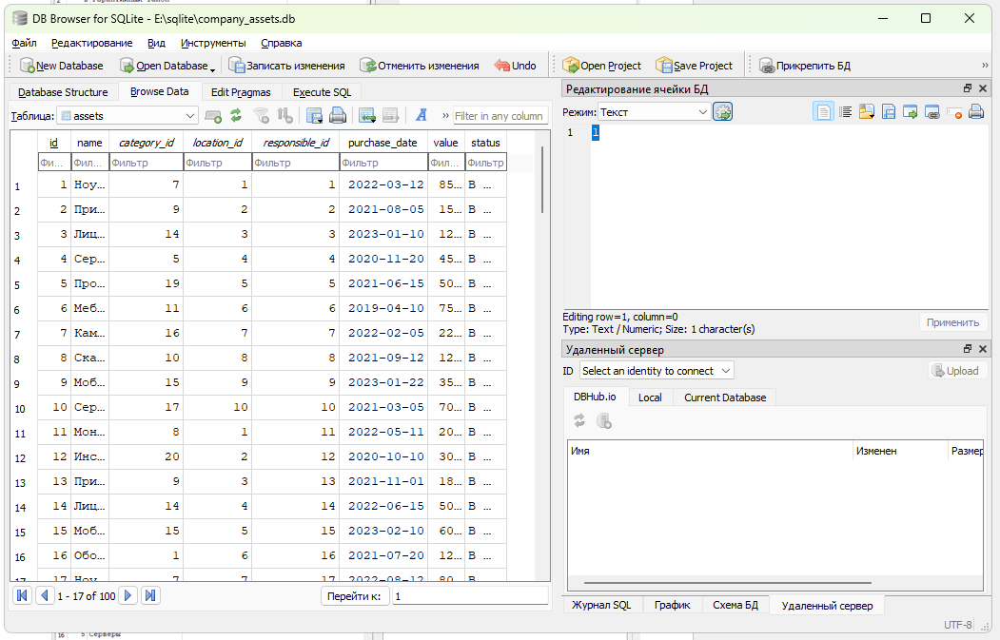 DB Browser for SQLite - E:\sqlite\company_assets.db
Файл Редактирование Вид Инструменты Справка
New Database Open Database Записать изменения Отменить изменения Undo Open Project Save Project Прикрепить БД »
Database Structure Browse Data Edit Pragmas Execute SQL
Таблица: assets » Filter in any column
id name category_id location_id responsible_id purchase_date value status
Фи... Фил... Фильтр Фильтр Фильтр Фильтр Фил... Фильтр
1 1 Ноу... 7 1 1 2022-03-12 85... В ...
2 2 При... 9 2 2 2021-08-05 15... В ...
3 3 Лиц... 14 3 3 2023-01-10 12... В ...
4 4 Сер... 5 4 4 2020-11-20 45... В ...
5 5 Про... 19 5 5 2021-06-15 50... В ...
6 6 Меб... 11 6 6 2019-04-10 75... В ...
7 7 Кам... 16 7 7 2022-02-05 22... В ...
8 8 Ска... 10 8 8 2021-09-12 12... В ...
9 9 Моб... 15 9 9 2023-01-22 35... В ...
10 10 Сер... 17 10 10 2021-03-05 70... В ...
11 11 Мон... 8 1 11 2022-05-11 20... В ...
12 12 Инс... 20 2 12 2020-10-10 30... В ...
13 13 При... 9 3 13 2021-11-01 18... В ...
14 14 Лиц... 14 4 14 2022-06-15 50... В ...
15 15 Моб... 15 5 15 2023-02-10 60... В ...
16 16 Обо... 1 6 16 2021-07-20 12... В ...
17 17 Ноу... 7 7 17 2022-08-12 80... В ...
1 - 17 of 100 Перейти к: 1
Редактирование ячейки БД
Режим: Текст
1 1
Editing row=1, column=0
Type: Text / Numeric; Size: 1 character(s)
Применить
Удаленный сервер
ID Select an identity to connect Upload
DBHub.io Local Current Database
Имя Изменен Размер
Журнал SQL График Схема БД Удаленный сервер
UTF-8
16 5 Серверы